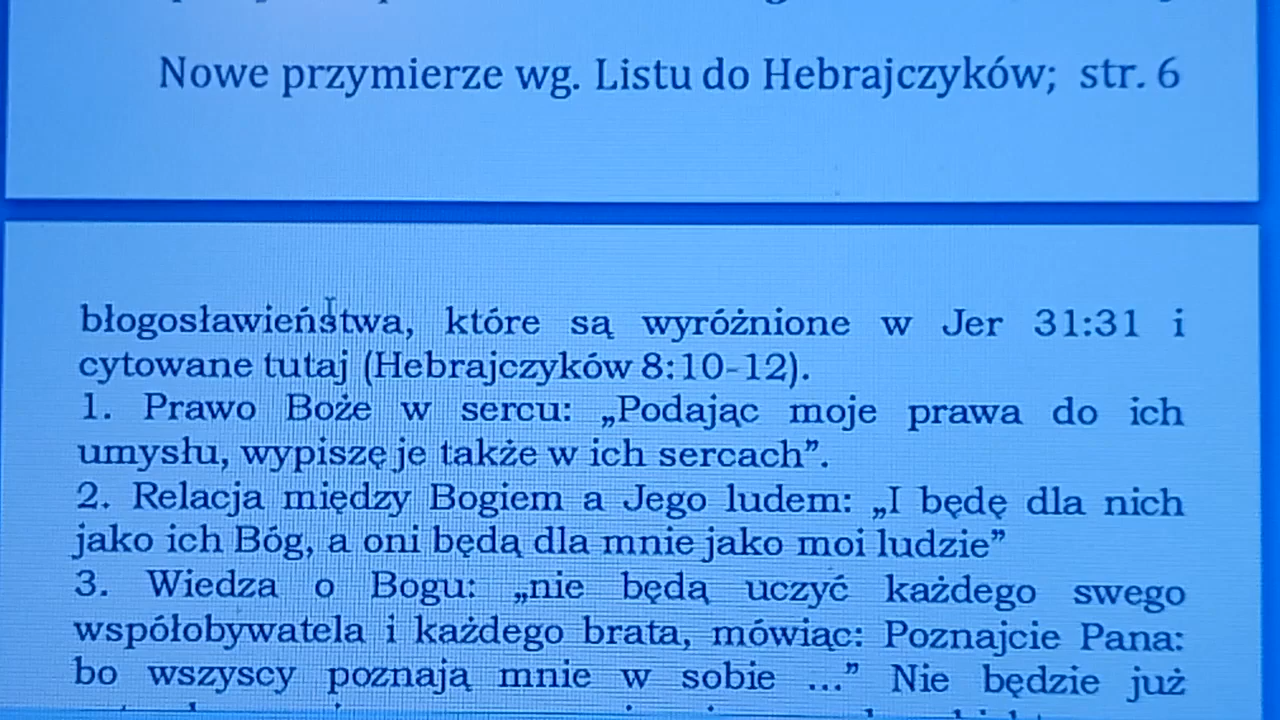 Nowe przymierze wg. Listu do Hebrajczyków; str. 6
błogosławieństwa, które są wyróżnione w Jer 31:31 i
cytowane tutaj (Hebrajczyków 8:10-12).
1. Prawo Boże w sercu: „Podając moje prawa do ich
umysłu, wypiszę je także w ich sercach”.
2. Relacja między Bogiem a Jego ludem: „I będę dla nich
jako ich Bóg, a oni będą dla mnie jako moi ludzie”
3. Wiedza o Bogu: „nie będą uczyć każdego swego
współobywatela i każdego brata, mówiąc: Poznajcie Pana:
bo wszyscy poznają mnie w sobie ...” Nie będzie już